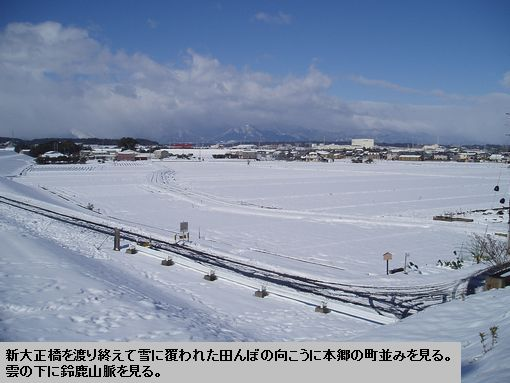 新大正橋を渡り終えて雪に覆われた田んぼの向こうに本郷の町並みを見る。
雲の下に鈴鹿山脈を見る。